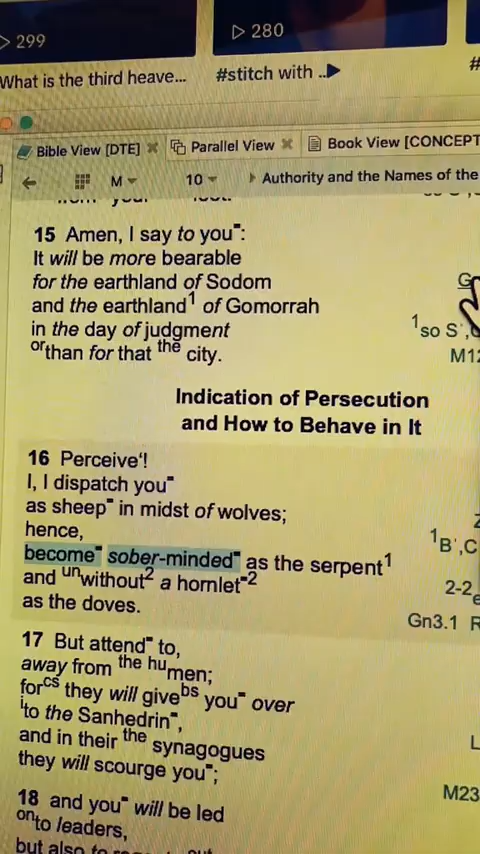 ▷ 299
▷ 280
What is the third heave...
#stitch with ..▶
#
Bible View [DTE] ✕
Parallel View ✕
Book View [CONCEPT
← M 10 Authority and the Names of the
15 Amen, I say to you‟:
It will be more bearable
for the earthland of Sodom
and the earthland¹ of Gomorrah
in the day of judgment
ᵒʳthan for that ᵗʰᵉ city.
G
¹so S
M12
Indication of Persecution
and How to Behave in It
16 Perceive‛!
I, I dispatch you‟
as sheep‟ in midst of wolves;
hence,
become‟ sober-minded‟ as the serpent¹
and ᵘⁿwithout² a hornlet‟²
as the doves.
¹B‛,C
2-2
Gn3.1 R
17 But attend‟ to,
away from ᵗʰᵉ ʰᵘmen;
forᶜˢ they will giveᵇˢ you‟ over
ⁱto the Sanhedrin‟,
and in their ᵗʰᵉ synagogues
they will scourge you‟;
L
M23
18 and you‟ will be led
ᵒⁿto leaders,